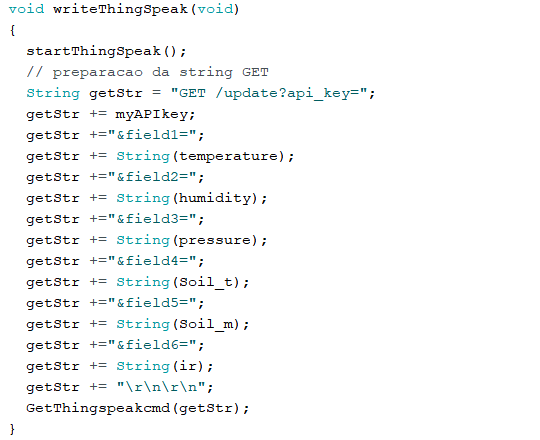 void writeThingSpeak(void)
{
  startThingSpeak();
  // preparacao da string GET
  String getStr = "GET /update?api_key=";
  getStr += myAPIkey;
  getStr +="&field1=";
  getStr += String(temperature);
  getStr +="&field2=";
  getStr += String(humidity);
  getStr +="&field3=";
  getStr += String(pressure);
  getStr +="&field4=";
  getStr += String(Soil_t);
  getStr +="&field5=";
  getStr += String(Soil_m);
  getStr +="&field6=";
  getStr += String(ir);
  getStr += "\r\n\r\n";
  GetThingspeakcmd(getStr);
}